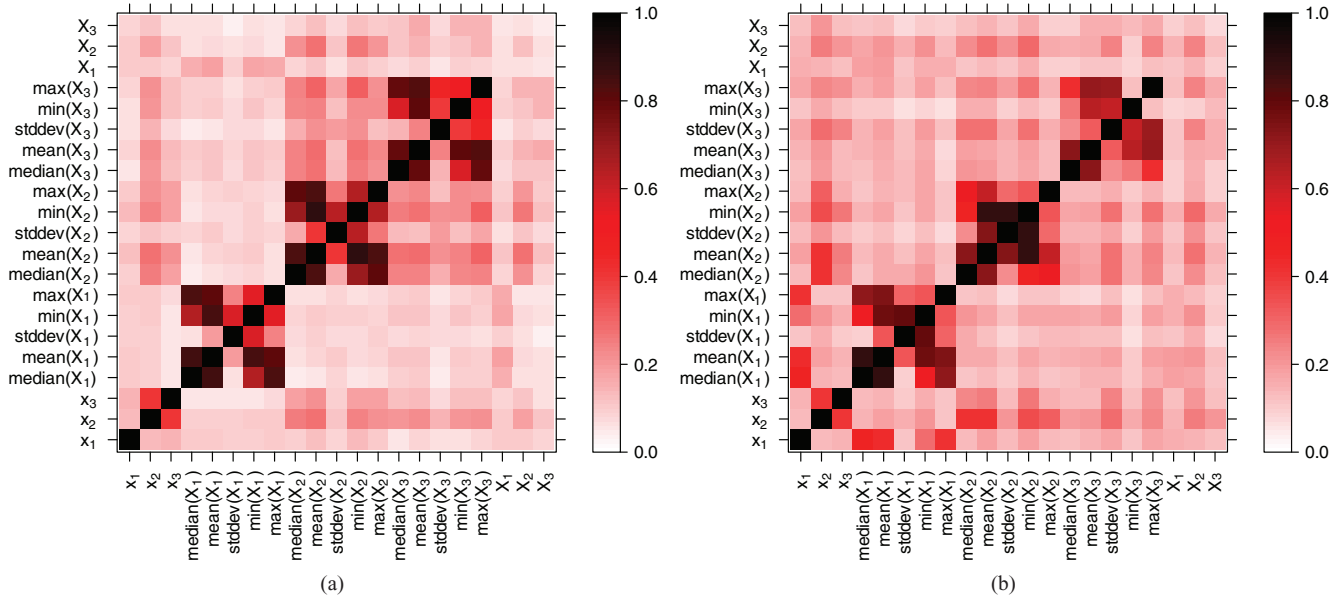 X3
X2
X1
max(X3)
min(X3)
stddev(X3)
mean(X3)
median(X3)
max(X2)
min(X2)
stddev(X2)
mean(X2)
median(X2)
max(X1)
min(X1)
stddev(X1)
mean(X1)
median(X1)
x3
x2
x1
x1
x2
x3
median(X1)
mean(X1)
stddev(X1)
min(X1)
max(X1)
median(X2)
mean(X2)
stddev(X2)
min(X2)
max(X2)
median(X3)
mean(X3)
stddev(X3)
min(X3)
max(X3)
X1
X2
X3
1.0
0.8
0.6
0.4
0.2
0.0
(a)
X3
X2
X1
max(X3)
min(X3)
stddev(X3)
mean(X3)
median(X3)
max(X2)
min(X2)
stddev(X2)
mean(X2)
median(X2)
max(X1)
min(X1)
stddev(X1)
mean(X1)
median(X1)
x3
x2
x1
x1
x2
x3
median(X1)
mean(X1)
stddev(X1)
min(X1)
max(X1)
median(X2)
mean(X2)
stddev(X2)
min(X2)
max(X2)
median(X3)
mean(X3)
stddev(X3)
min(X3)
max(X3)
X1
X2
X3
1.0
0.8
0.6
0.4
0.2
0.0
(b)